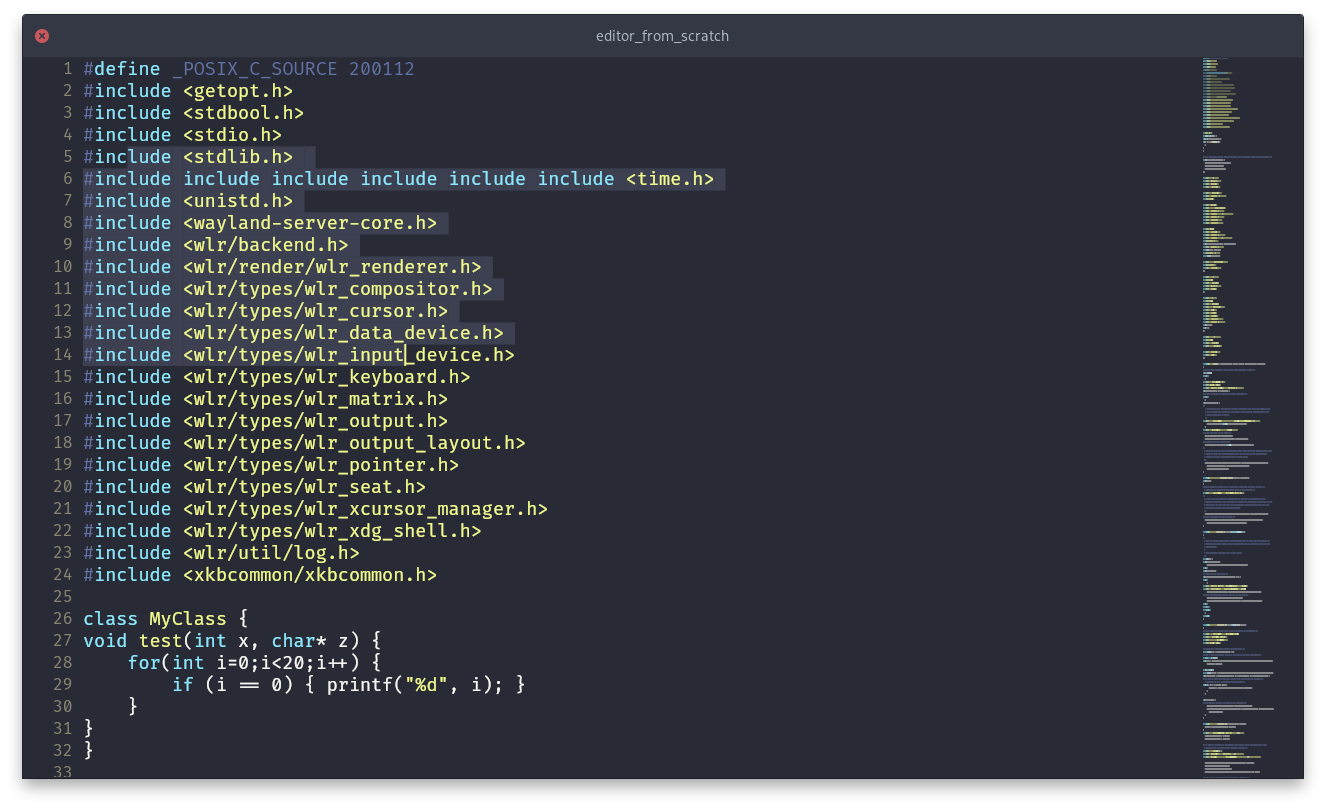 editor_from_scratch
1 #define _POSIX_C_SOURCE 200112
2 #include <getopt.h>
3 #include <stdbool.h>
4 #include <stdio.h>
5 #include <stdlib.h>
6 #include include include include include include <time.h>
7 #include <unistd.h>
8 #include <wayland-server-core.h>
9 #include <wlr/backend.h>
10 #include <wlr/render/wlr_renderer.h>
11 #include <wlr/types/wlr_compositor.h>
12 #include <wlr/types/wlr_cursor.h>
13 #include <wlr/types/wlr_data_device.h>
14 #include <wlr/types/wlr_input_device.h>
15 #include <wlr/types/wlr_keyboard.h>
16 #include <wlr/types/wlr_matrix.h>
17 #include <wlr/types/wlr_output.h>
18 #include <wlr/types/wlr_output_layout.h>
19 #include <wlr/types/wlr_pointer.h>
20 #include <wlr/types/wlr_seat.h>
21 #include <wlr/types/wlr_xcursor_manager.h>
22 #include <wlr/types/wlr_xdg_shell.h>
23 #include <wlr/util/log.h>
24 #include <xkbcommon/xkbcommon.h>
25
26 class MyClass {
27 void test(int x, char* z) {
28     for(int i=0;i<20;i++) {
29         if (i == 0) { printf("%d", i); }
30     }
31 }
32 }
33